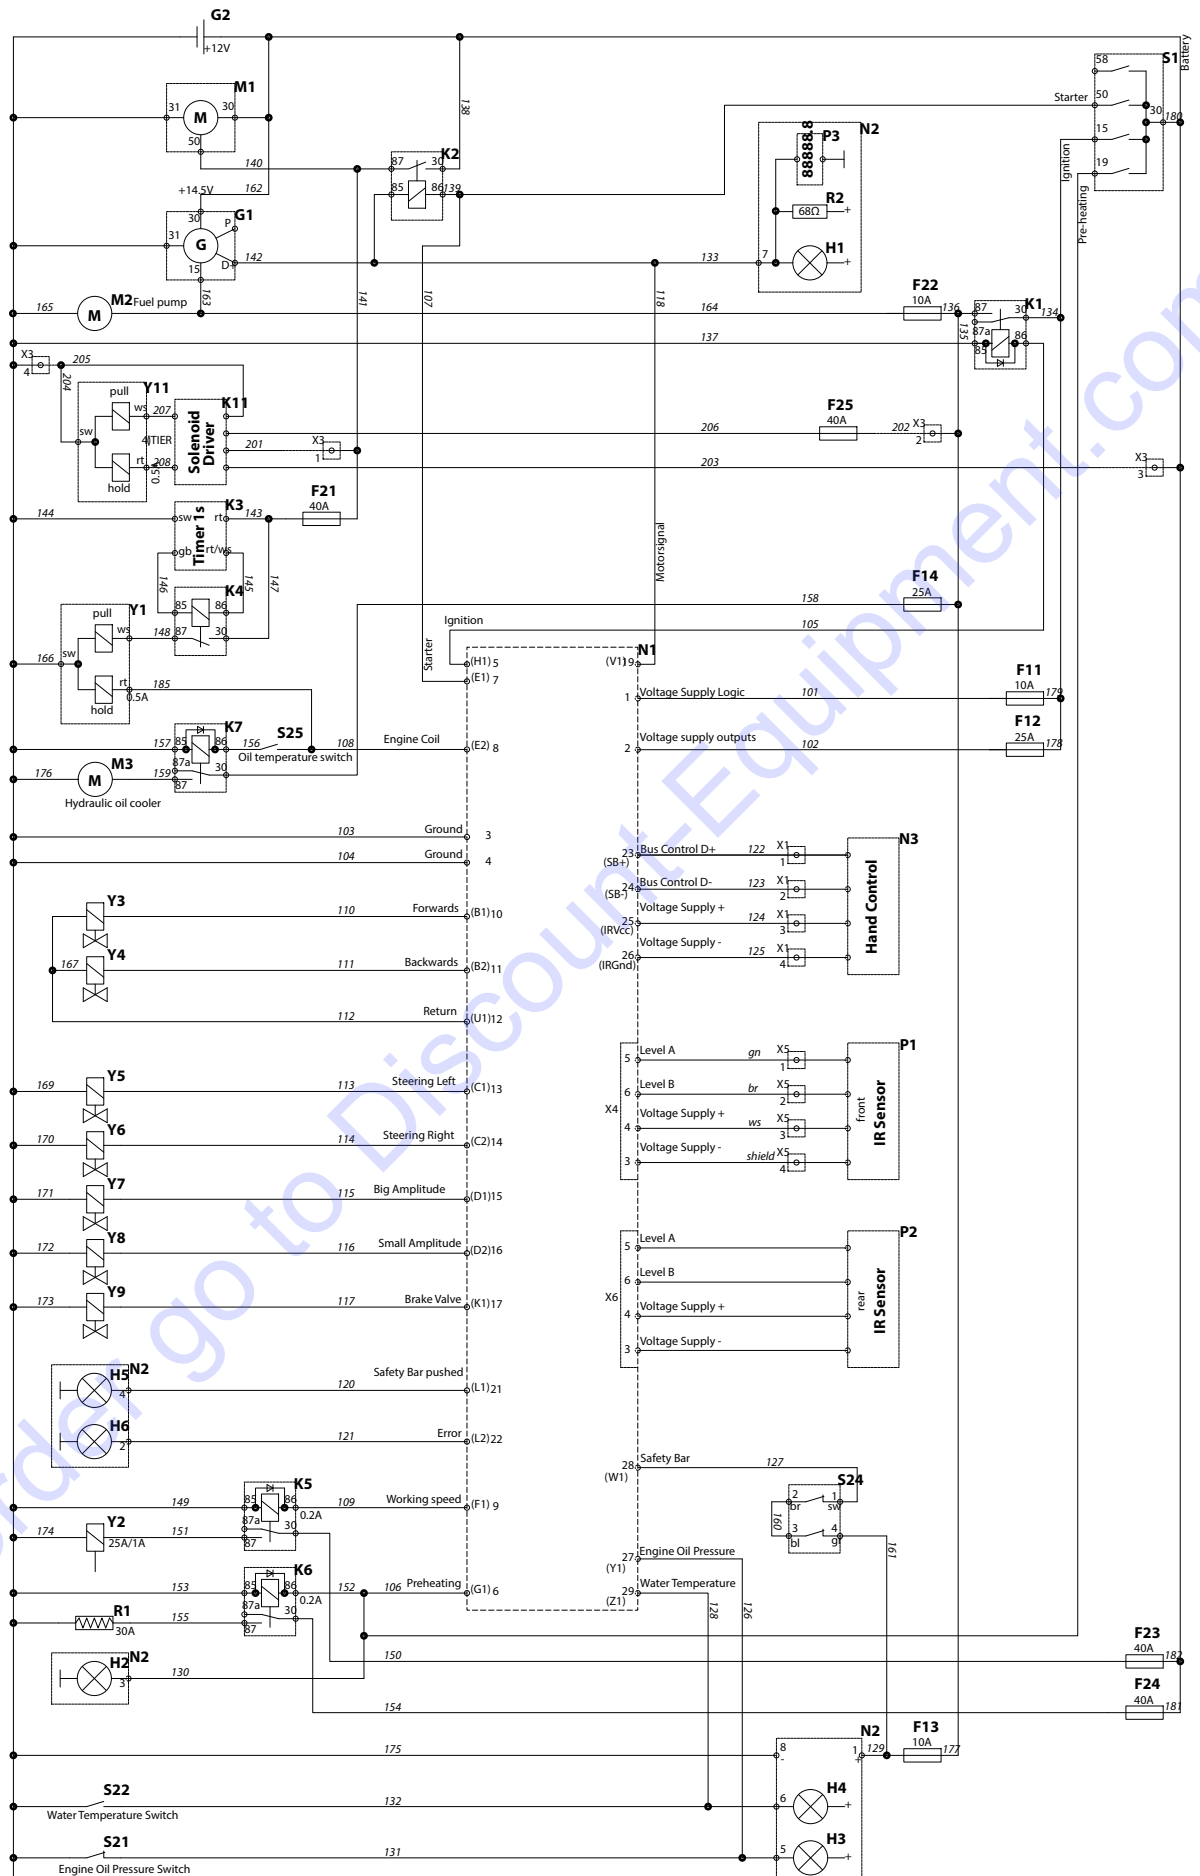 G2
+12V
Battery
S1
58
50
30
180
15
19
Starter
Ignition
Pre-heating
M1
31
M
30
50
138
140
K2
87
30
85
86
139
N2
P3
88888.8
R2
68Ω
+
H1
+
7
+14.5V
162
30
G1
P
31
G
15
D+
142
133
163
141
107
118
165
M2
Fuel pump
M
164
F22
10A
136
K1
87
30
134
87a
85
86
135
137
X3
4
205
204
pull
Y11
ws
207
sw
4JTIER
rt
208
0.5A
hold
K11
Solenoid
Driver
201
X3
1
206
F25
40A
202
X3
2
203
X3
3
144
K3
sw
rt
143
Timer 1s
gb
rt/ws
F21
40A
146
145
147
K4
85
86
87
30
Motorsignal
F14
25A
158
105
Ignition
Starter
pull
Y1
ws
148
166
sw
rt
185
0.5A
hold
(H1) 5
(E1) 7
N1
(V1)
19
1
Voltage Supply Logic
101
F11
10A
179
2
Voltage supply outputs
102
F12
25A
178
K7
157
85
86
156
S25
Oil temperature switch
108
Engine Coil
(E2) 8
87a
30
176
M
M3
159
87
Hydraulic oil cooler
103
Ground
3
104
Ground
4
23
(SB+)
Bus Control D+
122
X1
1
N3
Hand Control
24
(SB-)
Bus Control D-
123
X1
2
25
(IRVcc)
Voltage Supply +
124
X1
3
26
(IRGnd)
Voltage Supply -
125
X1
4
Y3
110
Forwards
(B1)10
Y4
167
111
Backwards
(B2)11
112
Return
(U1)12
X4
5
Level A
gn
X5
1
6
Level B
br
X5
2
4
Voltage Supply +
ws
X5
3
3
Voltage Supply -
shield
X5
4
P1
front
IR Sensor
169
Y5
113
Steering Left
(C1)13
170
Y6
114
Steering Right
(C2)14
171
Y7
115
Big Amplitude
(D1)15
172
Y8
116
Small Amplitude
(D2)16
173
Y9
117
Brake Valve
(K1)17
X6
5
Level A
6
Level B
4
Voltage Supply +
3
Voltage Supply -
P2
rear
IR Sensor
H5
N2
4
120
Safety Bar pushed
(L1)21
H6
2
121
Error
(L2)22
28
(W1)
Safety Bar
127
S24
2
br
1
sw
160
3
bl
4
gr
161
149
K5
85
86
109
Working speed
(F1) 9
0.2A
174
Y2
25A/1A
151
87a
30
87
27
(Y1)
Engine Oil Pressure
29
(Z1)
Water Temperature
128
126
153
K6
85
86
152
106
Preheating
(G1) 6
0.2A
R1
30A
155
87a
30
87
H2
N2
3
130
150
F23
40A
182
154
F24
40A
181
175
N2
8
-
1
+
129
F13
10A
177
S22
Water Temperature Switch
132
6
H4
+
S21
Engine Oil Pressure Switch
131
5
H3
+
order go to Discount-Equipment.com